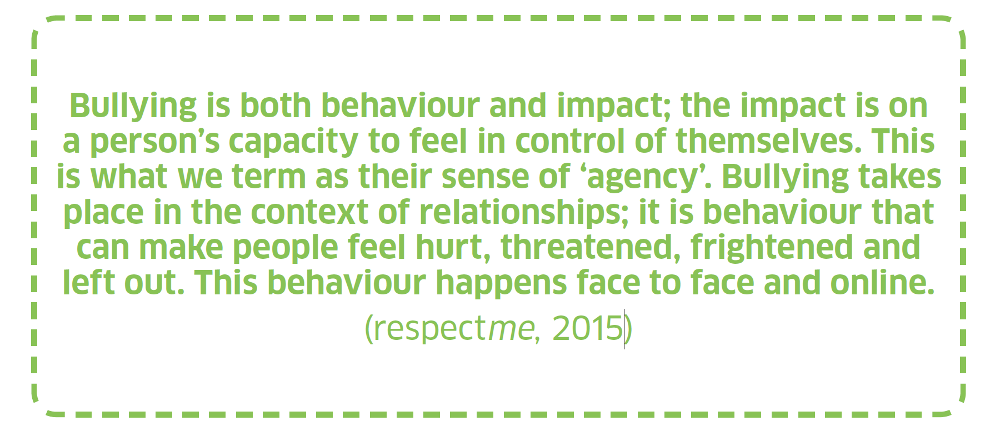 Bullying is both behaviour and impact; the impact is on
a person’s capacity to feel in control of themselves. This
is what we term as their sense of ‘agency’. Bullying takes
place in the context of relationships; it is behaviour that
can make people feel hurt, threatened, frightened and
left out. This behaviour happens face to face and online.
(respectme, 2015)